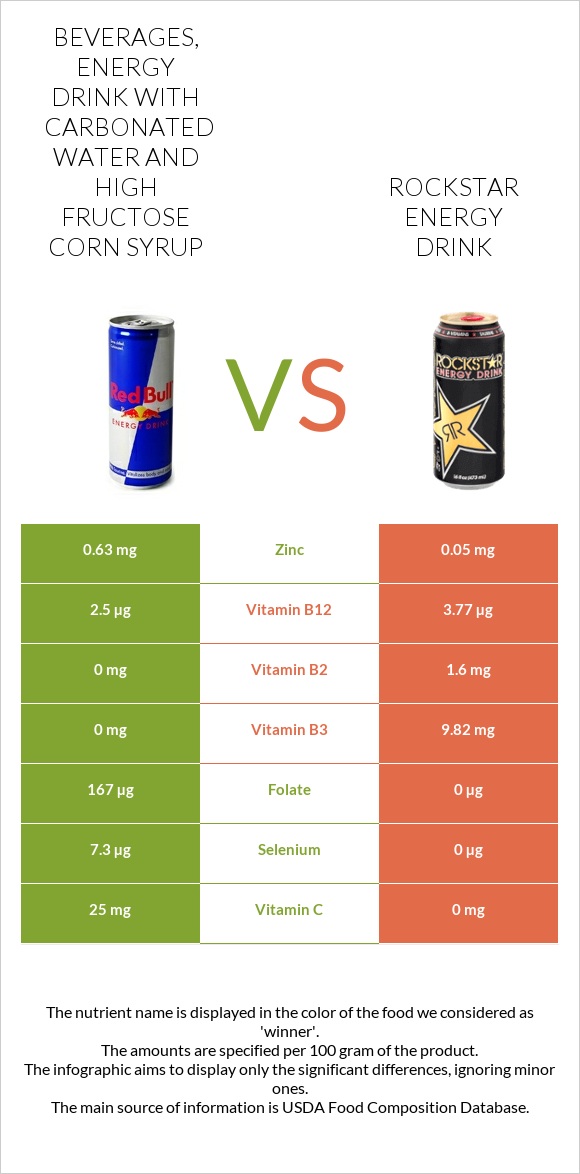 BEVERAGES,
ENERGY
DRINK WITH
CARBONATED
WATER AND
HIGH
FRUCTOSE
CORN SYRUP
ROCKSTAR
ENERGY
DRINK
Red Bull
ENERGY DRINK
VS
ROCKSTAR
ENERGY DRINK
0.63 mg Zinc 0.05 mg
2.5 µg Vitamin B12 3.77 µg
0 mg Vitamin B2 1.6 mg
0 mg Vitamin B3 9.82 mg
167 µg Folate 0 µg
7.3 µg Selenium 0 µg
25 mg Vitamin C 0 mg
The nutrient name is displayed in the color of the food we considered as
'winner'.
The amounts are specified per 100 gram of the product.
The infographic aims to display only the significant differences, ignoring minor
ones.
The main source of information is USDA Food Composition Database.